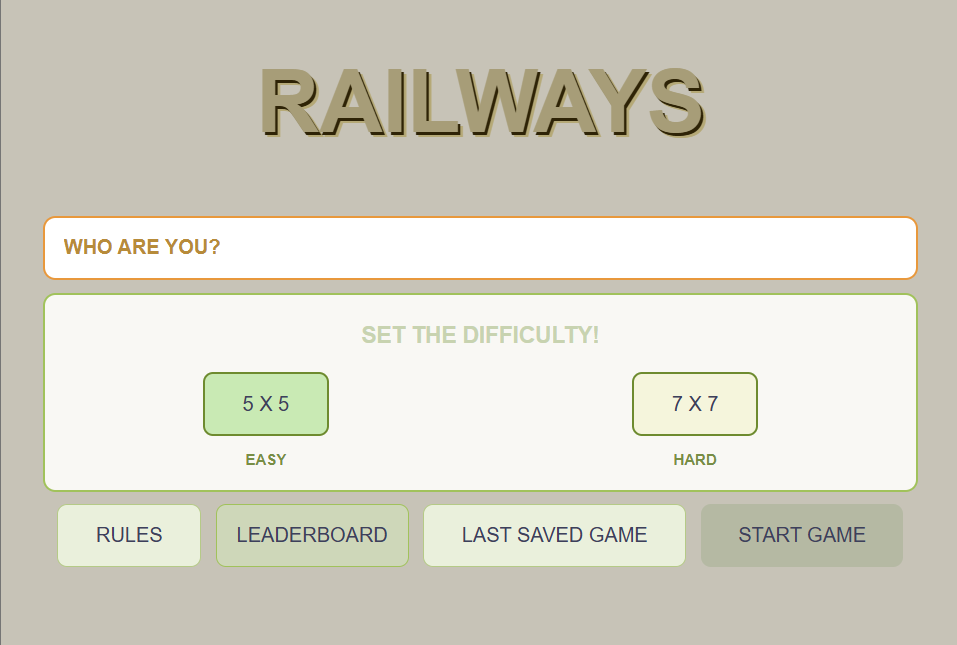 RAILWAYS
WHO ARE YOU?
SET THE DIFFICULTY!
5 X 5
7 X 7
EASY
HARD
RULES
LEADERBOARD
LAST SAVED GAME
START GAME